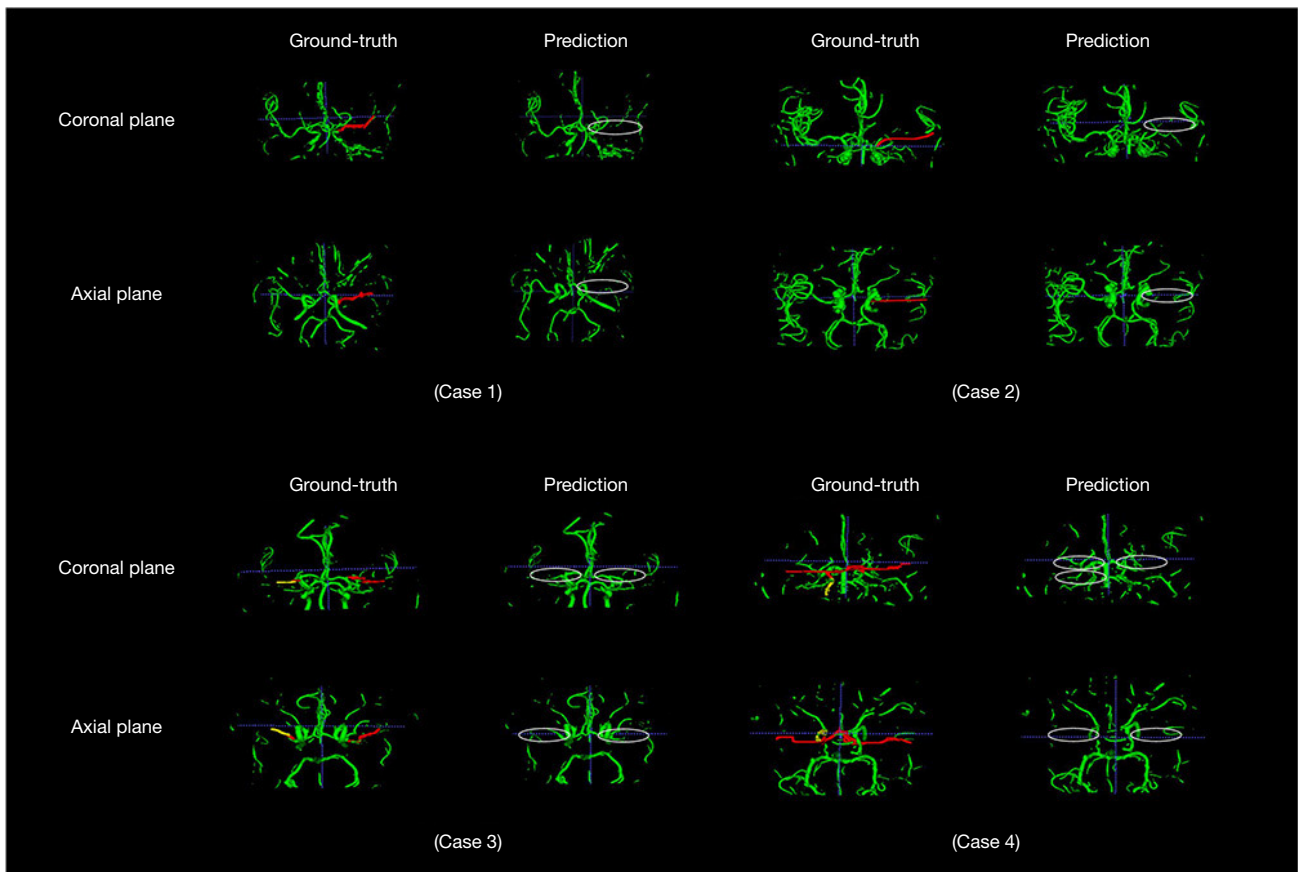 Ground-truth Prediction Ground-truth Prediction
Coronal plane
Axial plane
(Case 1) (Case 2)
Ground-truth Prediction Ground-truth Prediction
Coronal plane
Axial plane
(Case 3) (Case 4)